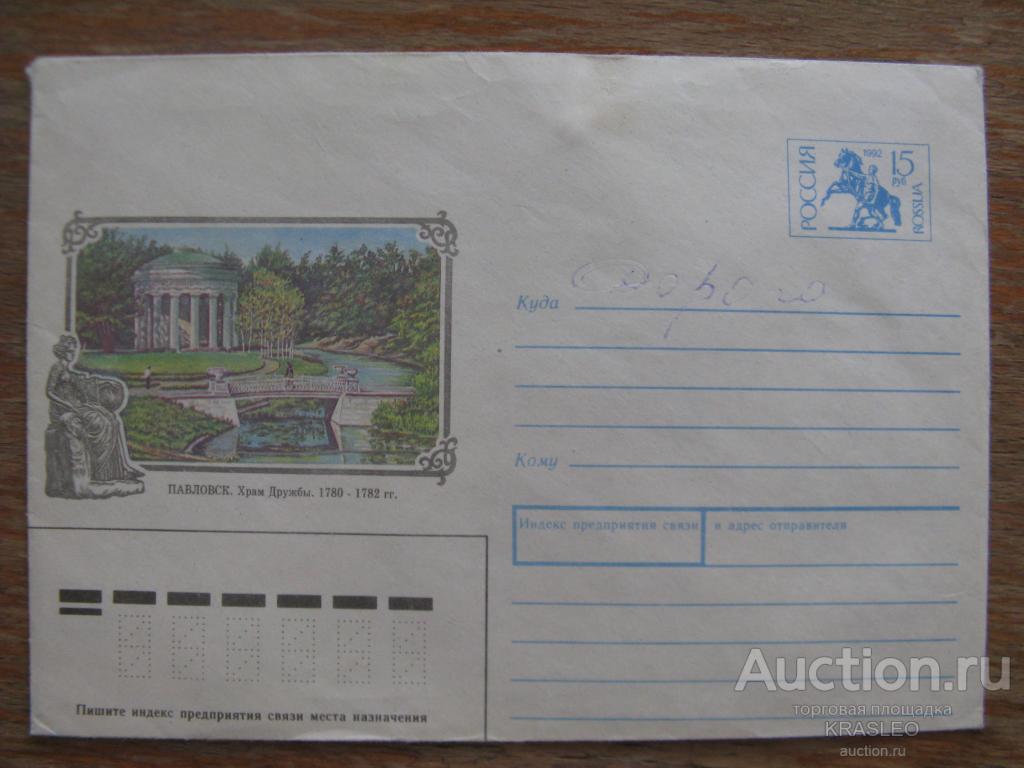 РОССИЯ
1992
15
руб
ROSSIJA
Куда
Кому
ПАВЛОВСК. Храм Дружбы. 1780 - 1782 гг.
Индекс предприятия связи и адрес отправителя
Пишите индекс предприятия связи места назначения
Auction.ru
торговая площадка
KRASLEO
auction.ru